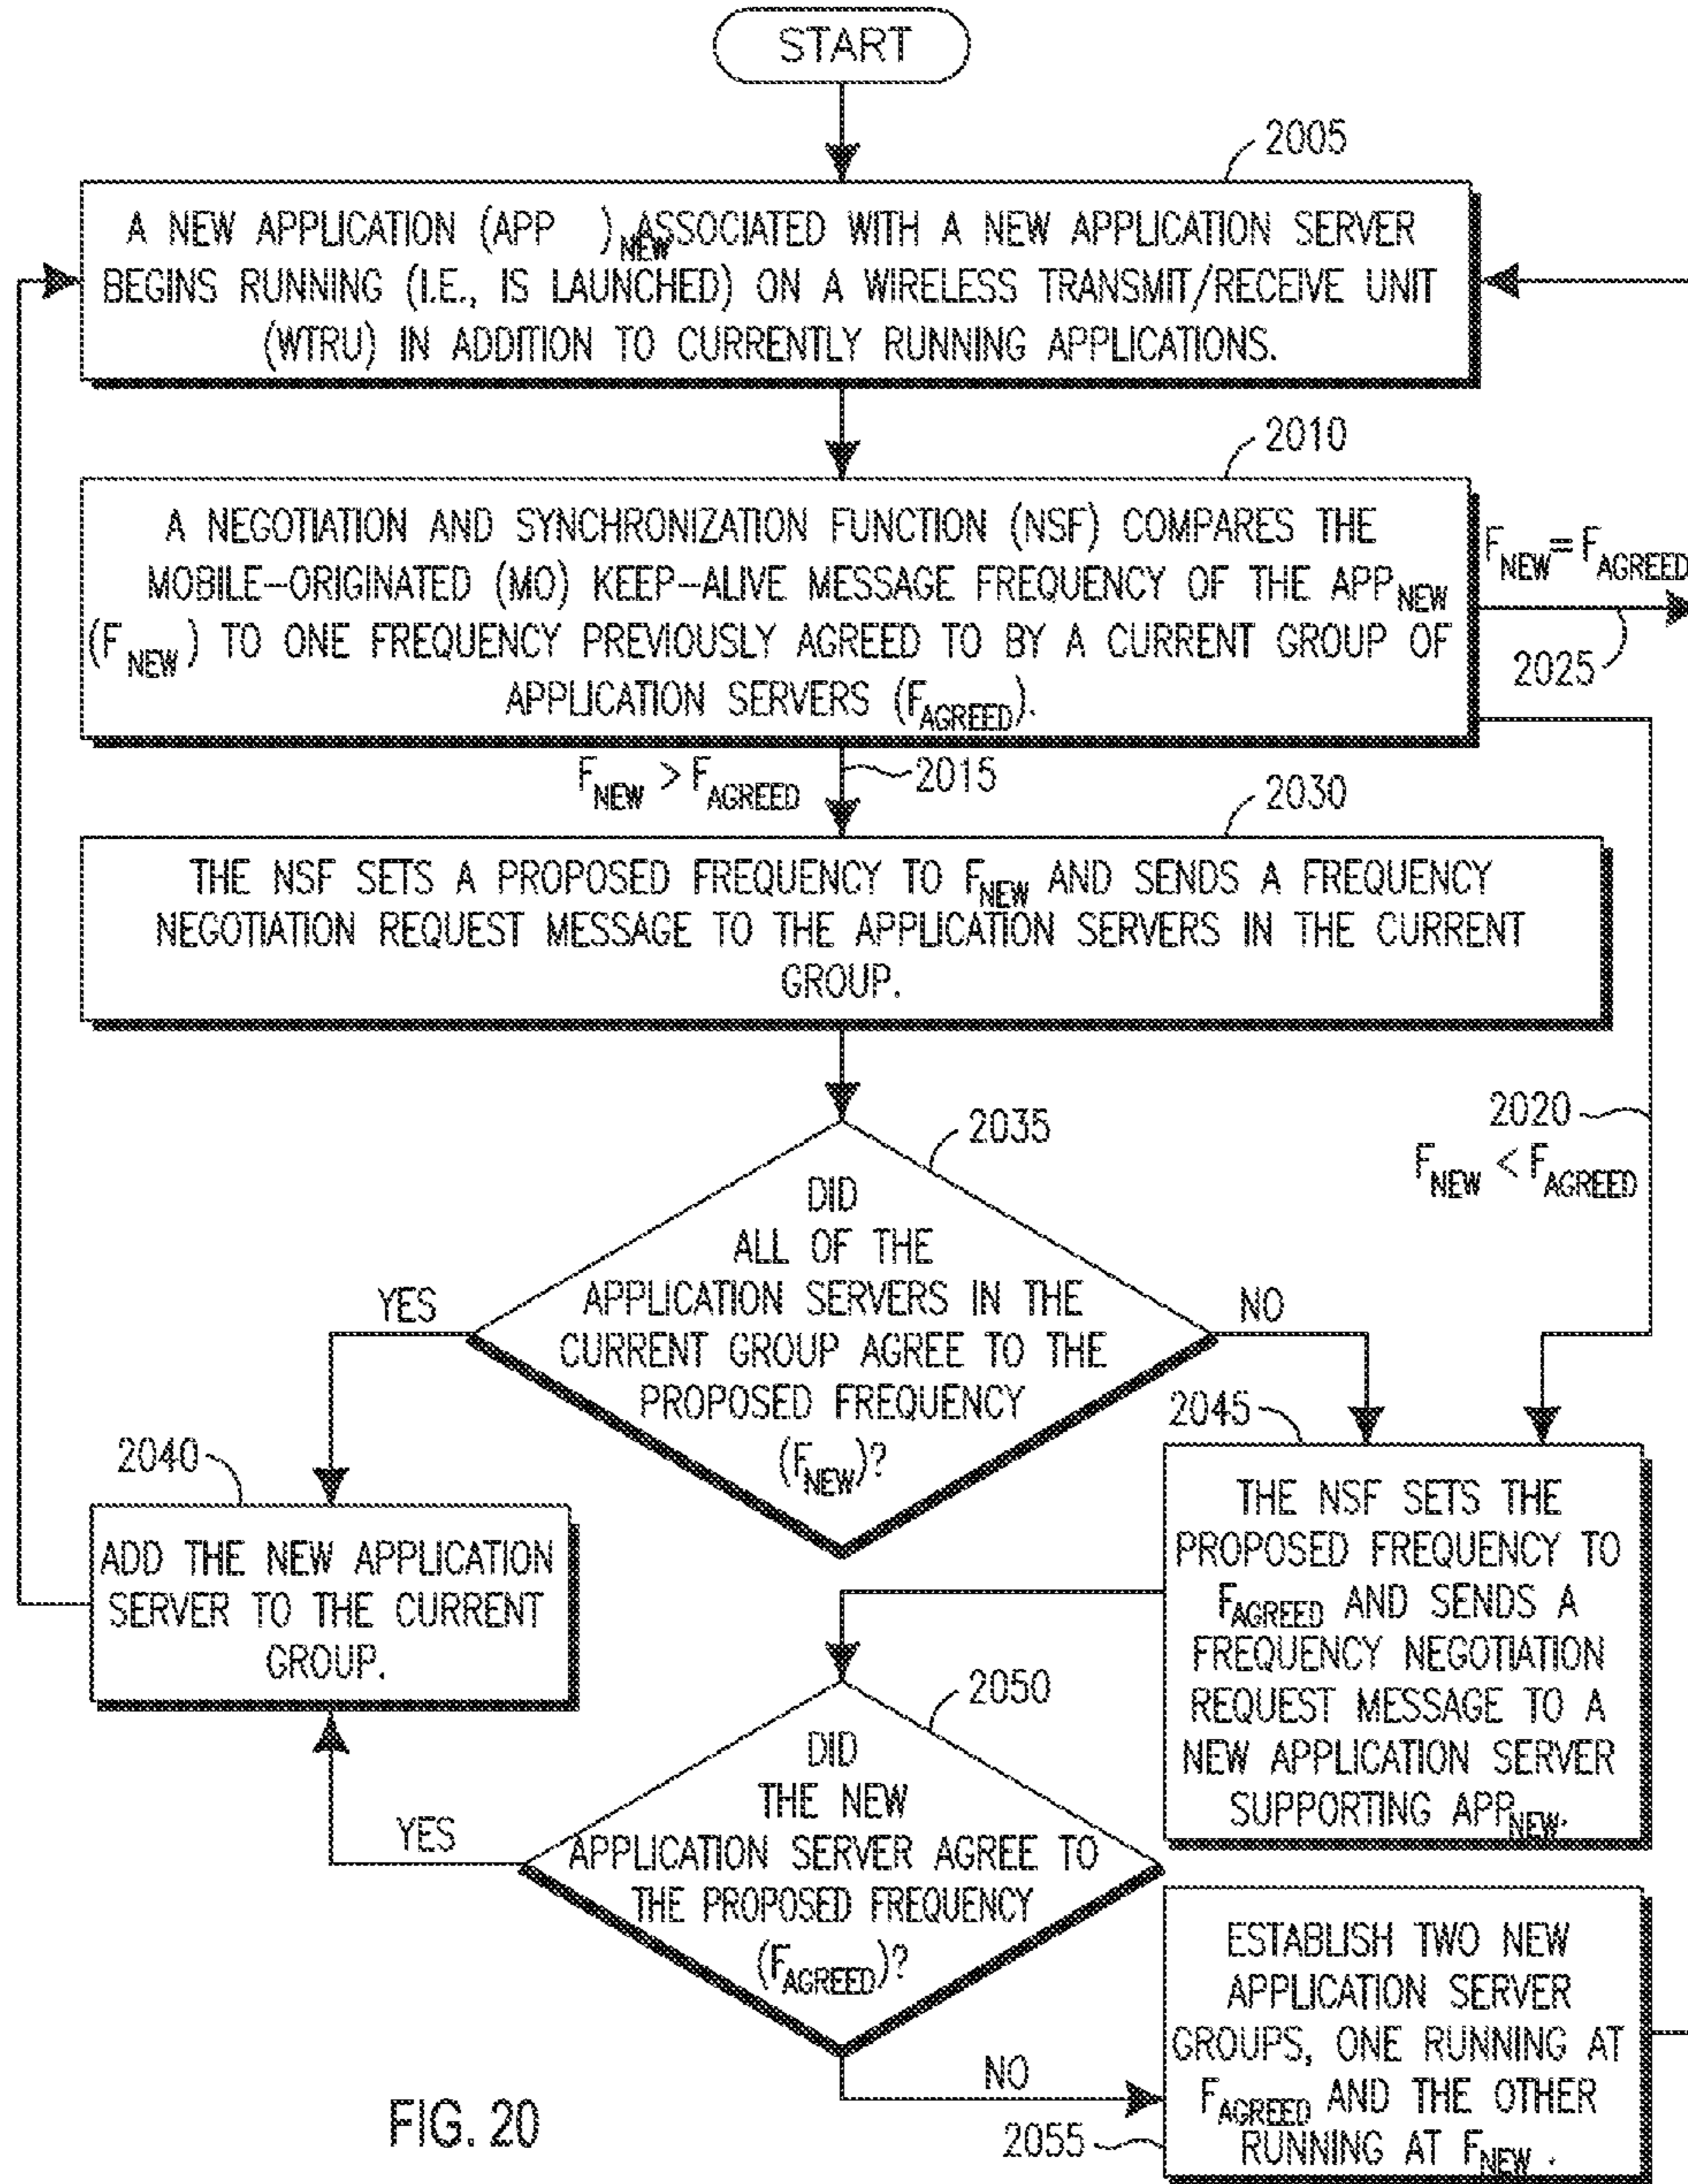 START
2005
A NEW APPLICATION (APP )NEW ASSOCIATED WITH A NEW APPLICATION SERVER
BEGINS RUNNING (I.E., IS LAUNCHED) ON A WIRELESS TRANSMIT/RECEIVE UNIT
(WTRU) IN ADDITION TO CURRENTLY RUNNING APPLICATIONS.
2010
A NEGOTIATION AND SYNCHRONIZATION FUNCTION (NSF) COMPARES THE
MOBILE-ORIGINATED (MO) KEEP-ALIVE MESSAGE FREQUENCY OF THE APPNEW
(FNEW) TO ONE FREQUENCY PREVIOUSLY AGREED TO BY A CURRENT GROUP OF
APPLICATION SERVERS (FAGREED).
FNEW = FAGREED
2025
FNEW > FAGREED
2015
2030
THE NSF SETS A PROPOSED FREQUENCY TO FNEW AND SENDS A FREQUENCY
NEGOTIATION REQUEST MESSAGE TO THE APPLICATION SERVERS IN THE CURRENT
GROUP.
2020
FNEW < FAGREED
2035
DID
ALL OF THE
APPLICATION SERVERS IN THE
CURRENT GROUP AGREE TO THE
PROPOSED FREQUENCY
(FNEW)?
YES
NO
2040
ADD THE NEW APPLICATION
SERVER TO THE CURRENT
GROUP.
2045
THE NSF SETS THE
PROPOSED FREQUENCY TO
FAGREED AND SENDS A
FREQUENCY NEGOTIATION
REQUEST MESSAGE TO A
NEW APPLICATION SERVER
SUPPORTING APPNEW.
2050
DID
THE NEW
APPLICATION SERVER AGREE TO
THE PROPOSED FREQUENCY
(FAGREED)?
YES
NO
2055
ESTABLISH TWO NEW
APPLICATION SERVER
GROUPS, ONE RUNNING AT
FAGREED AND THE OTHER
RUNNING AT FNEW .
FIG. 20